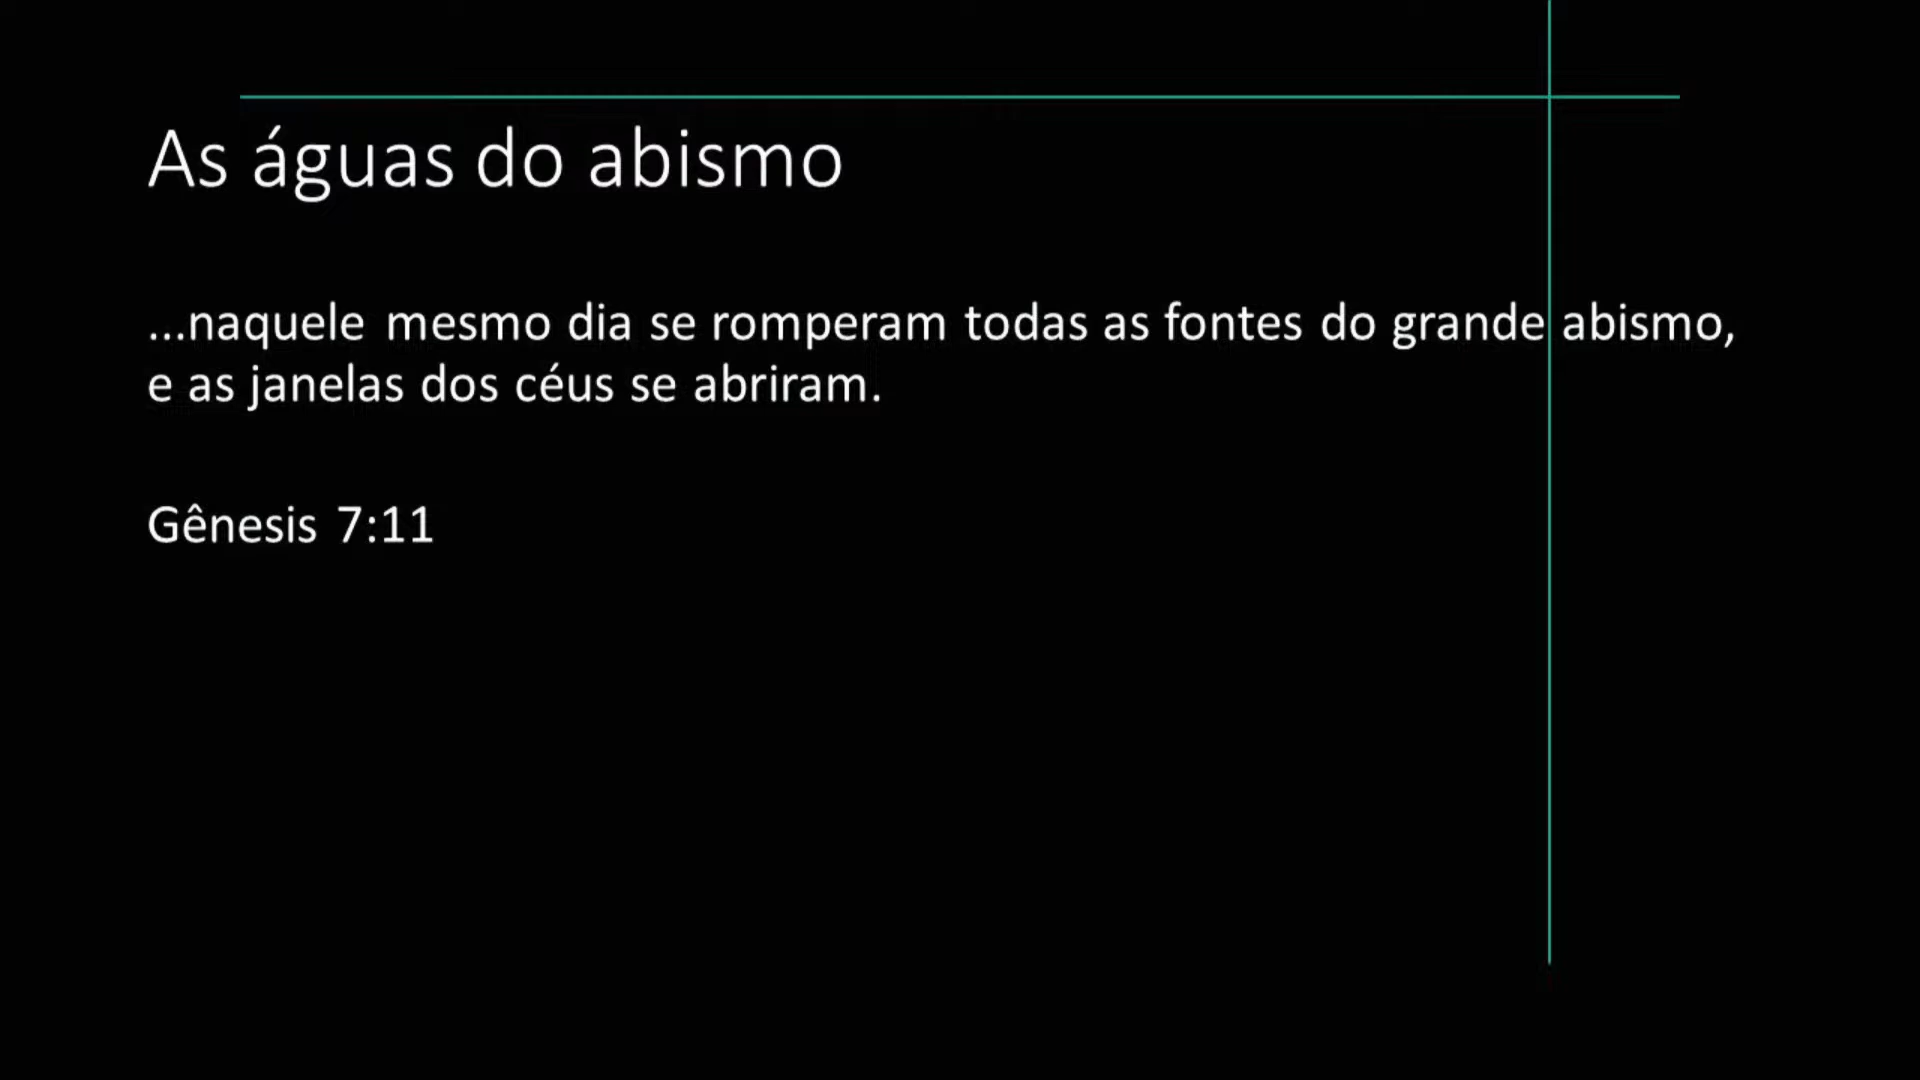 As águas do abismo
...naquele mesmo dia se romperam todas as fontes do grande abismo,
e as janelas dos céus se abriram.
Gênesis 7:11